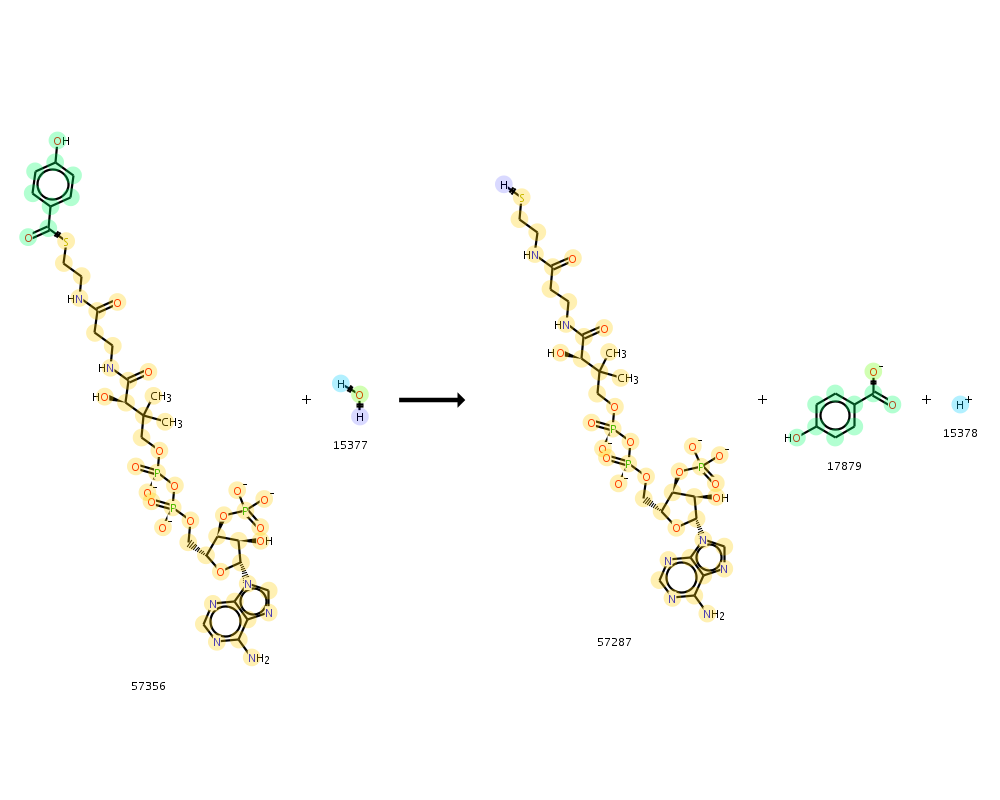 OH
O
S
HN
O
HN
O
HO
CH3
CH3
O
O
P
O-
O
O
P
O-
O
O-
O-
O
P
O
OH
O
N
N
N
N
NH2
57356
+
H
O
H
15377
H
S
HN
O
HN
O
HO
CH3
CH3
O
O
P
O-
O
O
P
O-
O
O-
O-
O
P
O
OH
O
N
N
N
N
NH2
57287
+
O-
O
HO
17879
+
H+
15378